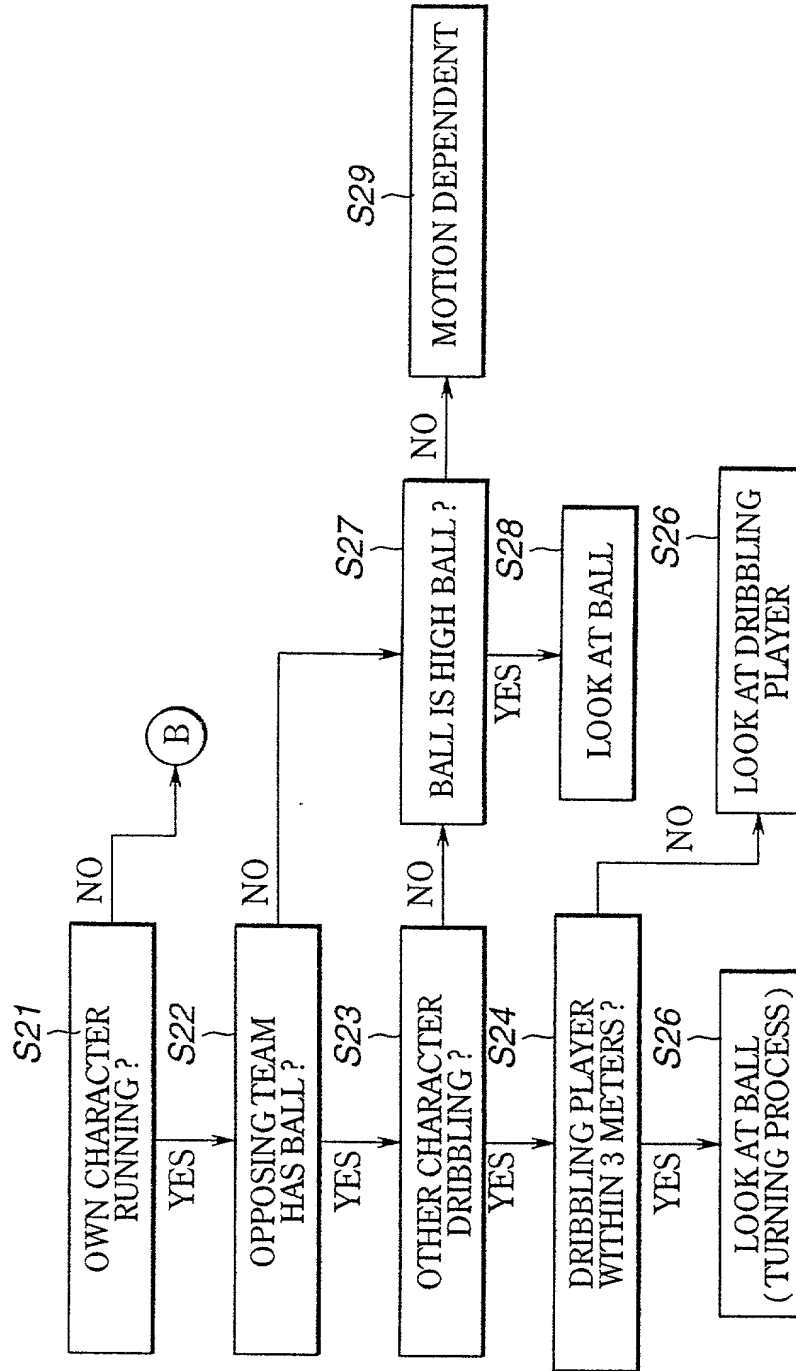 S21
OWN CHARACTER
RUNNING ?
NO
B
YES
S22
OPPOSING TEAM
HAS BALL ?
NO
YES
S23
OTHER CHARACTER
DRIBBLING ?
NO
S27
BALL IS HIGH BALL ?
NO
S29
MOTION DEPENDENT
YES
YES
S24
DRIBBLING PLAYER
WITHIN 3 METERS ?
S28
LOOK AT BALL
NO
YES
S26
LOOK AT BALL
(TURNING PROCESS)
S26
LOOK AT DRIBBLING
PLAYER